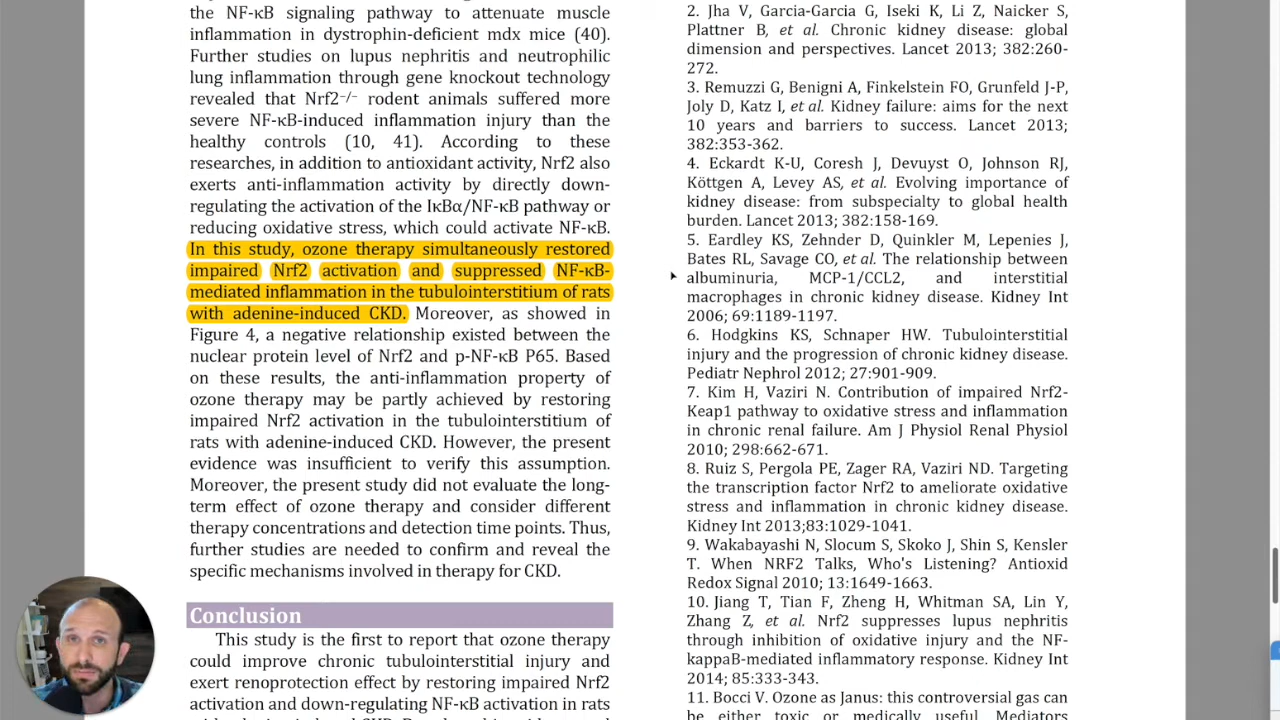 the NF-κB signaling pathway to attenuate muscle
inflammation in dystrophin-deficient mdx mice (40).
Further studies on lupus nephritis and neutrophilic
lung inflammation through gene knockout technology
revealed that Nrf2⁻/⁻ rodent animals suffered more
severe NF-κB-induced inflammation injury than the
healthy controls (10, 41). According to these
researches, in addition to antioxidant activity, Nrf2 also
exerts anti-inflammation activity by directly down-
regulating the activation of the IκBα/NF-κB pathway or
reducing oxidative stress, which could activate NF-κB.
In this study, ozone therapy simultaneously restored
impaired Nrf2 activation and suppressed NF-κB-
mediated inflammation in the tubulointerstitium of rats
with adenine-induced CKD. Moreover, as showed in
Figure 4, a negative relationship existed between the
nuclear protein level of Nrf2 and p-NF-κB P65. Based
on these results, the anti-inflammation property of
ozone therapy may be partly achieved by restoring
impaired Nrf2 activation in the tubulointerstitium of
rats with adenine-induced CKD. However, the present
evidence was insufficient to verify this assumption.
Moreover, the present study did not evaluate the long-
term effect of ozone therapy and consider different
therapy concentrations and detection time points. Thus,
further studies are needed to confirm and reveal the
specific mechanisms involved in therapy for CKD.
Conclusion
This study is the first to report that ozone therapy
could improve chronic tubulointerstitial injury and
exert renoprotection effect by restoring impaired Nrf2
activation and down-regulating NF-κB activation in rats
2. Jha V, Garcia-Garcia G, Iseki K, Li Z, Naicker S,
Plattner B, et al. Chronic kidney disease: global
dimension and perspectives. Lancet 2013; 382:260-
272.
3. Remuzzi G, Benigni A, Finkelstein FO, Grunfeld J-P,
Joly D, Katz I, et al. Kidney failure: aims for the next
10 years and barriers to success. Lancet 2013;
382:353-362.
4. Eckardt K-U, Coresh J, Devuyst O, Johnson RJ,
Köttgen A, Levey AS, et al. Evolving importance of
kidney disease: from subspecialty to global health
burden. Lancet 2013; 382:158-169.
5. Eardley KS, Zehnder D, Quinkler M, Lepenies J,
Bates RL, Savage CO, et al. The relationship between
albuminuria, MCP-1/CCL2, and interstitial
macrophages in chronic kidney disease. Kidney Int
2006; 69:1189-1197.
6. Hodgkins KS, Schnaper HW. Tubulointerstitial
injury and the progression of chronic kidney disease.
Pediatr Nephrol 2012; 27:901-909.
7. Kim H, Vaziri N. Contribution of impaired Nrf2-
Keap1 pathway to oxidative stress and inflammation
in chronic renal failure. Am J Physiol Renal Physiol
2010; 298:662-671.
8. Ruiz S, Pergola PE, Zager RA, Vaziri ND. Targeting
the transcription factor Nrf2 to ameliorate oxidative
stress and inflammation in chronic kidney disease.
Kidney Int 2013;83:1029-1041.
9. Wakabayashi N, Slocum S, Skoko J, Shin S, Kensler
T. When NRF2 Talks, Who's Listening? Antioxid
Redox Signal 2010; 13:1649-1663.
10. Jiang T, Tian F, Zheng H, Whitman SA, Lin Y,
Zhang Z, et al. Nrf2 suppresses lupus nephritis
through inhibition of oxidative injury and the NF-
kappaB-mediated inflammatory response. Kidney Int
2014; 85:333-343.
11. Bocci V. Ozone as Janus: this controversial gas can
be either toxic or medically useful. Mediators